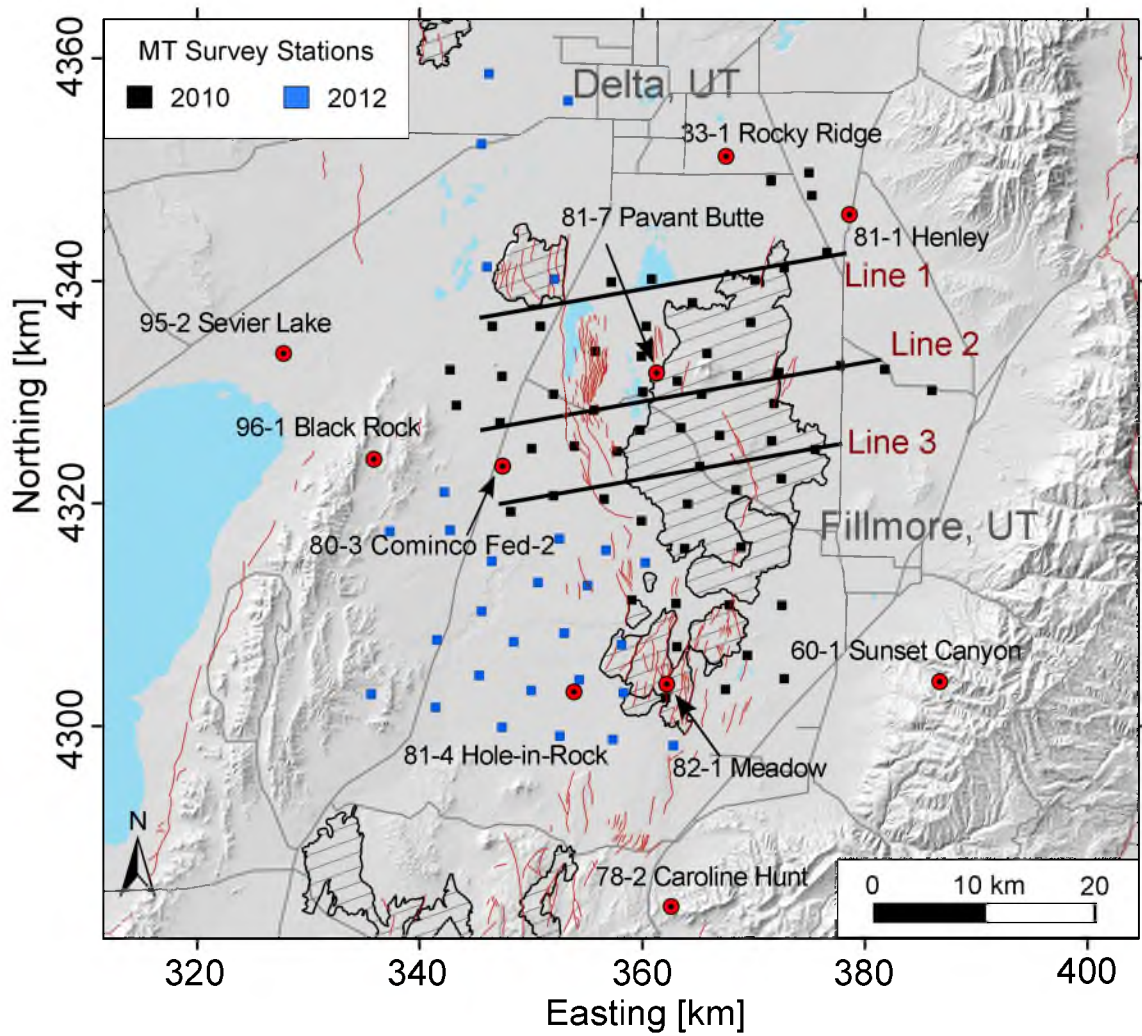 MT Survey Stations
2010 2012
Delta, UT
33-1 Rocky Ridge
81-7 Pavant Butte
81-1 Henley
Line 1
95-2 Sevier Lake
Line 2
96-1 Black Rock
Line 3
80-3 Cominco Fed-2
Fillmore, UT
60-1 Sunset Canyon
81-4 Hole-in-Rock
82-1 Meadow
78-2 Caroline Hunt
N
0 10 km 20
4360
4340
4320
4300
Northing [km]
320 340 360 380 400
Easting [km]